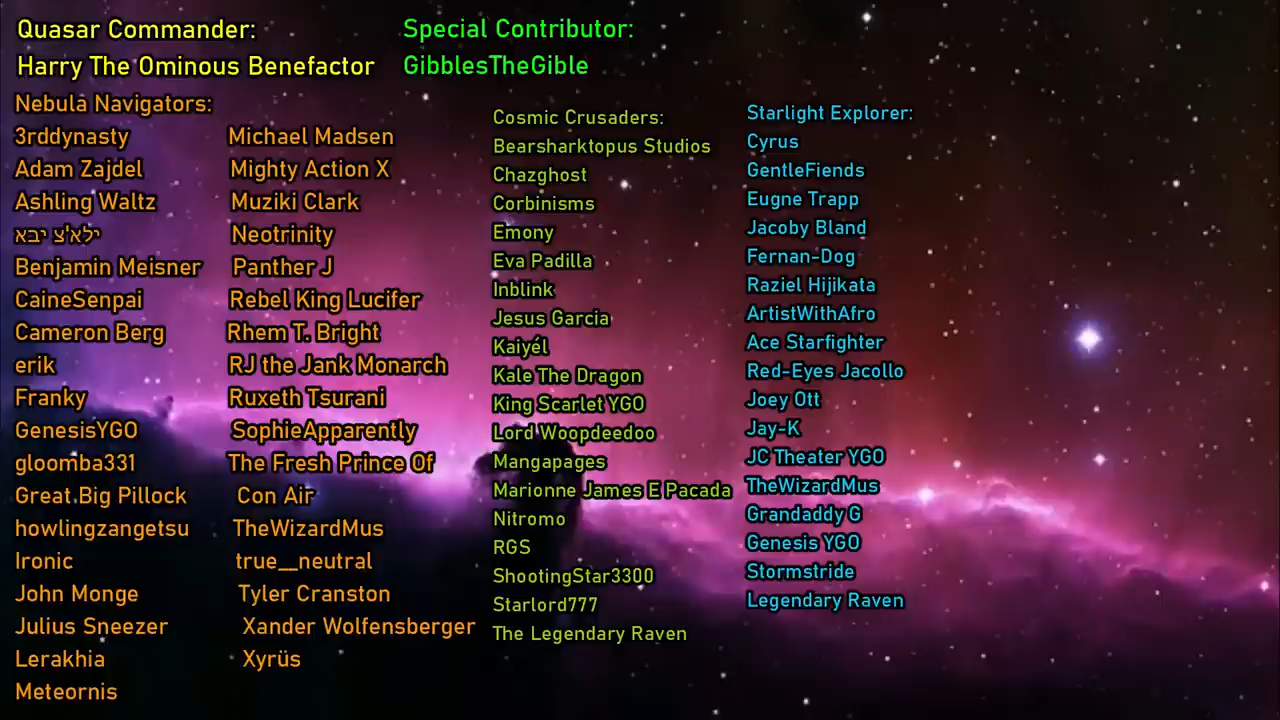 Quasar Commander:
Harry The Ominous Benefactor
Special Contributor:
GibblesTheGible
Nebula Navigators:
3rddynasty
Adam Zajdel
Ashling Waltz
ילא'צ יבא
Benjamin Meisner
CaineSenpai
Cameron Berg
erik
Franky
GenesisYGO
gloomba331
Great.Big Pillock
howlingzangetsu
Ironic
John Monge
Julius Sneezer
Lerakhia
Meteornis
Michael Madsen
Mighty Action X
Muziki Clark
Neotrinity
Panther J
Rebel King Lucifer
Rhem T. Bright
RJ the Jank Monarch
Ruxeth Tsurani
SophieApparently
The Fresh Prince Of
Con Air
TheWizardMus
true__neutral
Tyler Cranston
Xander Wolfensberger
Xyrüs
Cosmic Crusaders:
Bearsharktopus Studios
Chazghost
Corbinisms
Emony
Eva Padilla
Inblink
Jesus Garcia
Kaiyél
Kale The Dragon
King Scarlet YGO
Lord Woopdeedoo
Mangapages
Marionne James E Pacada
Nitromo
RGS
ShootingStar3300
Starlord777
The Legendary Raven
Starlight Explorer:
Cyrus
GentleFiends
Eugne Trapp
Jacoby Bland
Fernan-Dog
Raziel Hijikata
ArtistWithAfro
Ace Starfighter
Red-Eyes Jacollo
Joey Ott
Jay-K
JC Theater YGO
TheWizardMus
Grandaddy G
Genesis YGO
Stormstride
Legendary Raven